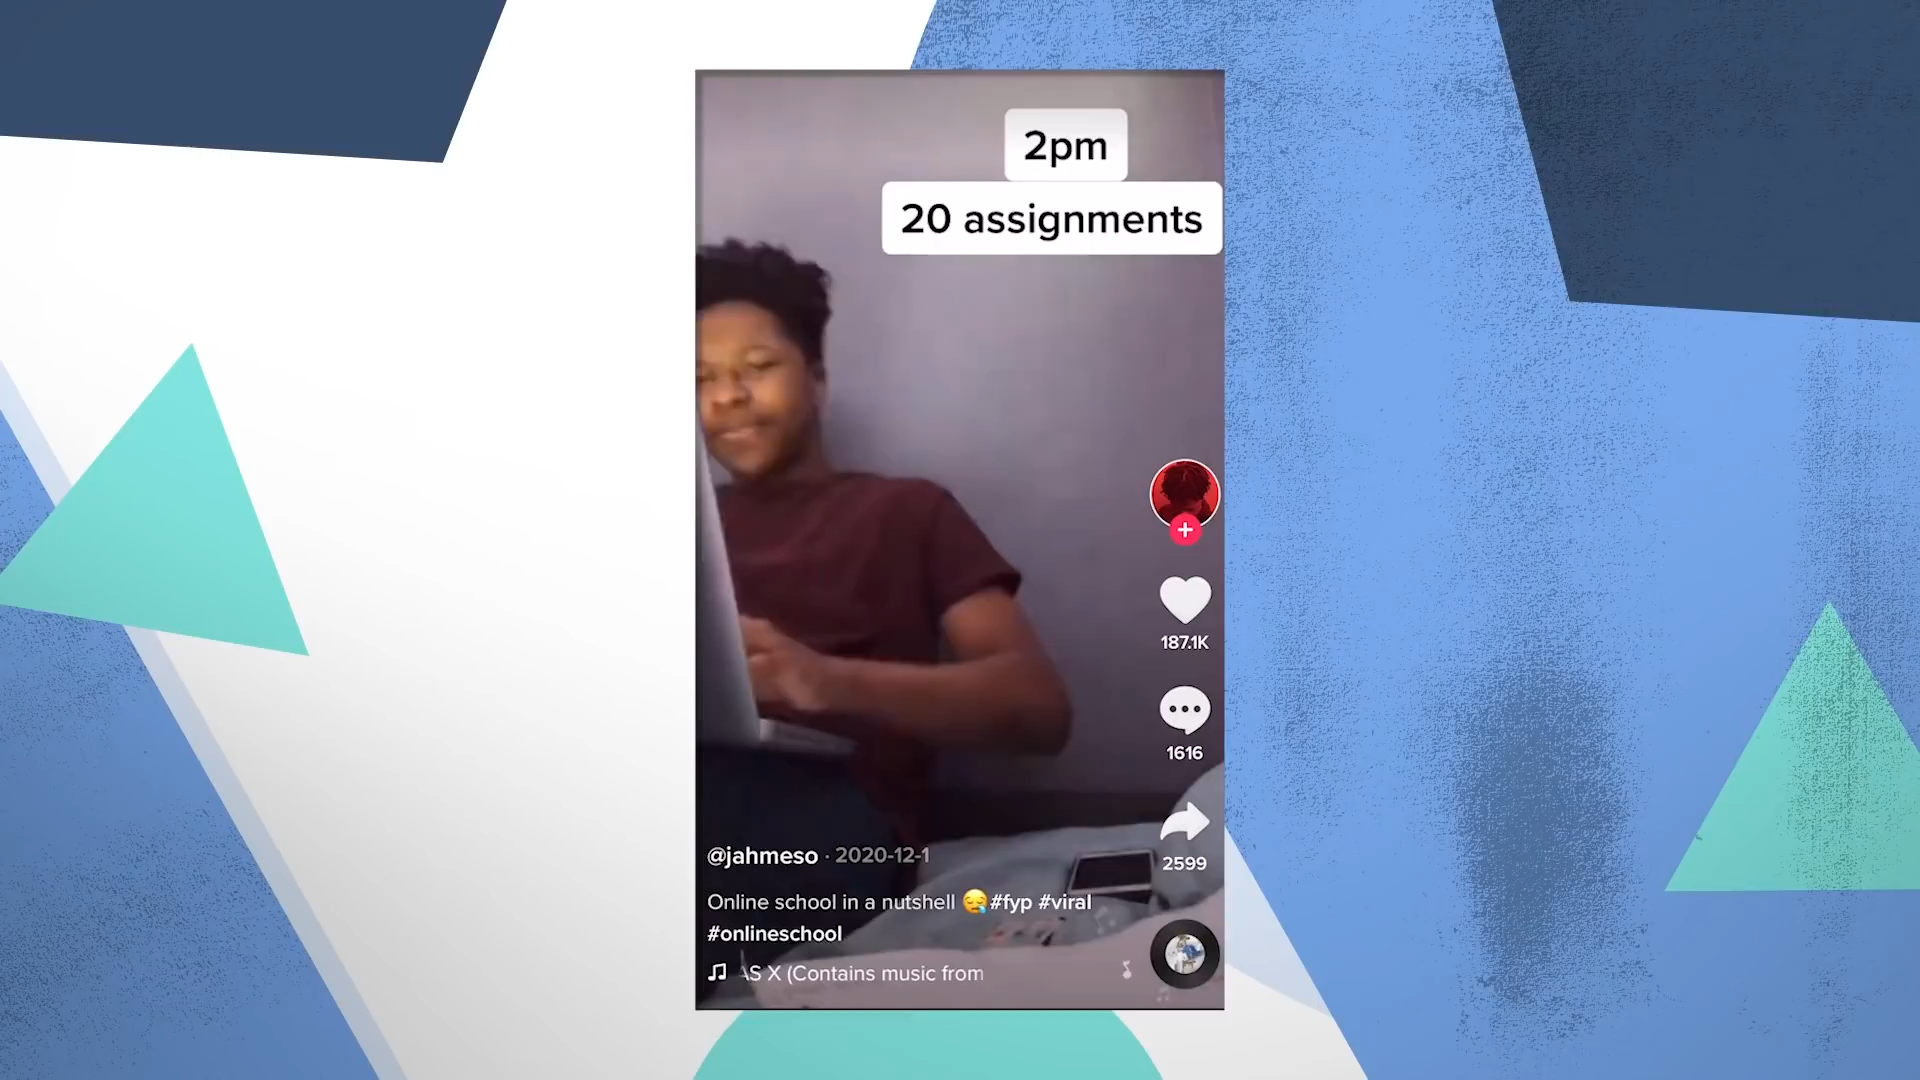 2pm
20 assignments
187.1K
1616
2599
@jahmeso · 2020-12-1
Online school in a nutshell 😪 #fyp #viral
#onlineschool
AS X (Contains music from